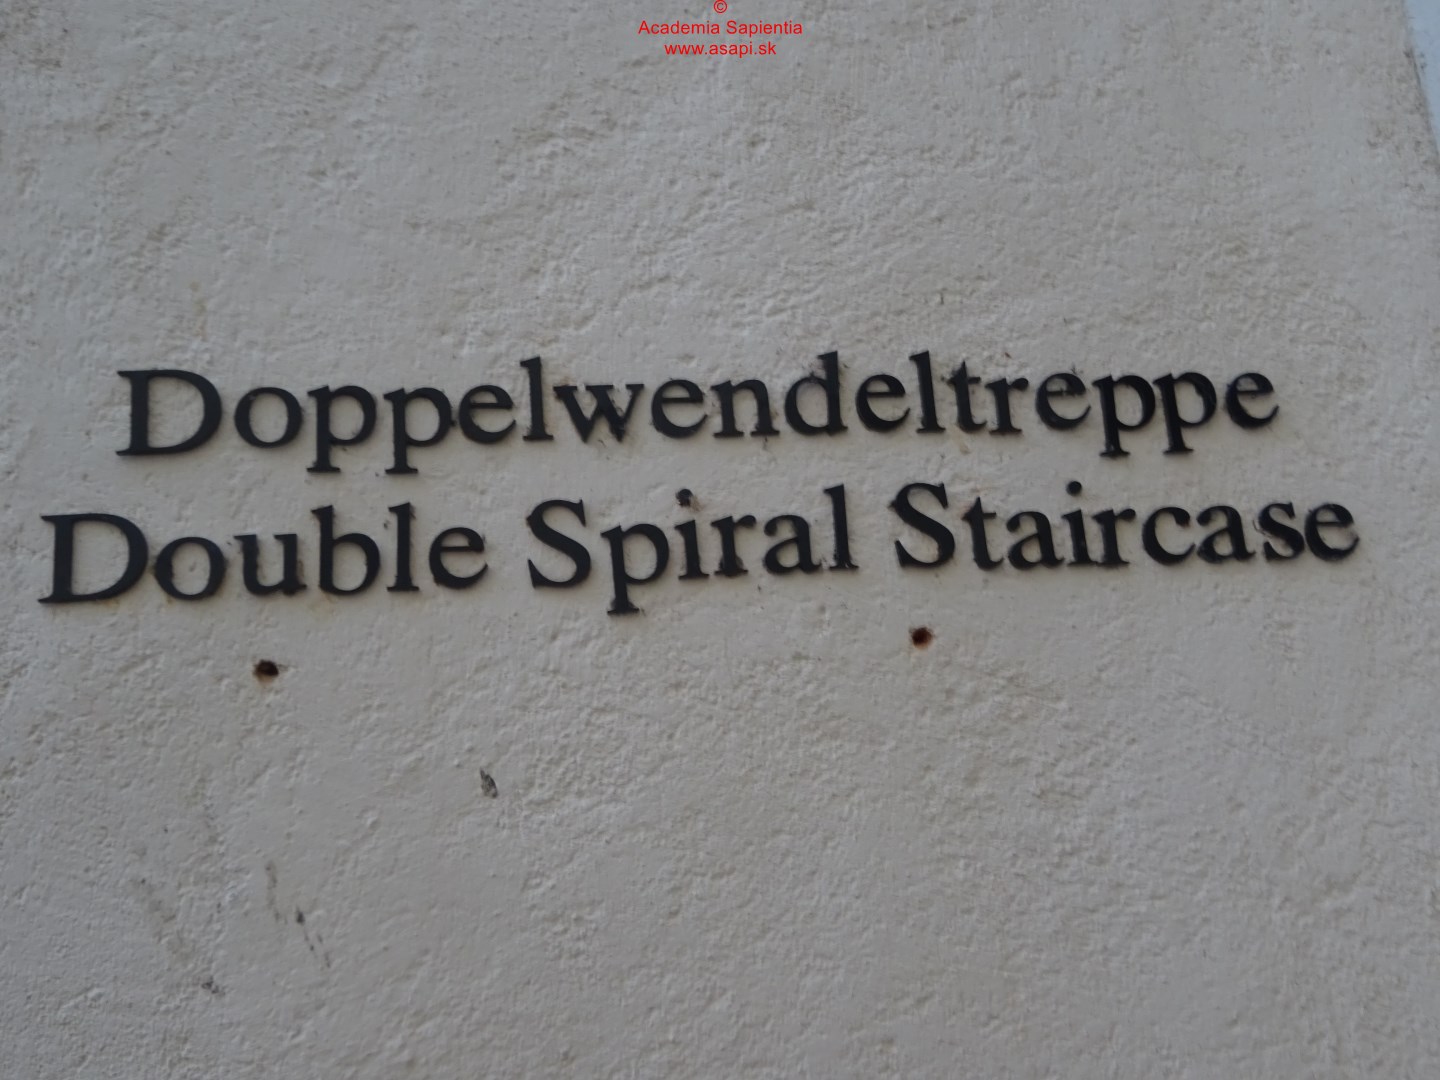 ©
Academia Sapientia
www.asapi.sk
Doppelwendeltreppe
Double Spiral Staircase